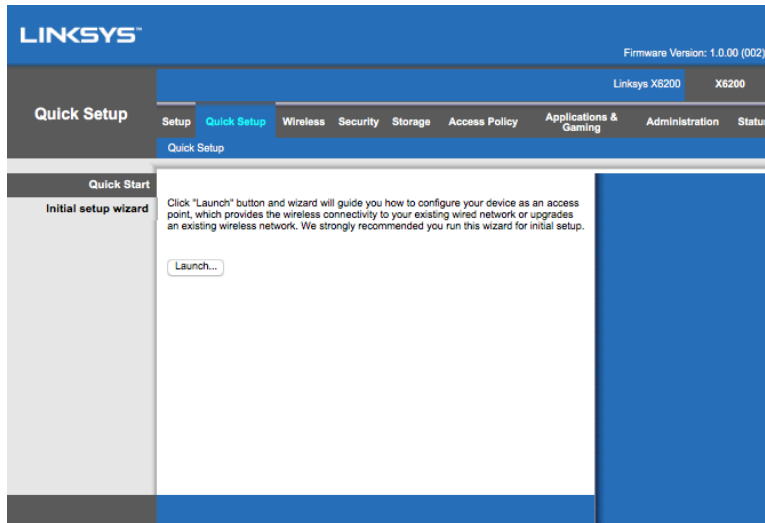 LINKSYS™
Firmware Version: 1.0.00 (002)
Linksys X6200 X6200
Quick Setup
Setup Quick Setup Wireless Security Storage Access Policy Applications & Gaming Administration Statu
Quick Setup
Quick Start
Initial setup wizard
Click "Launch" button and wizard will guide you how to configure your device as an access
point, which provides the wireless connectivity to your existing wired network or upgrades
an existing wireless network. We strongly recommended you run this wizard for initial setup.
Launch...